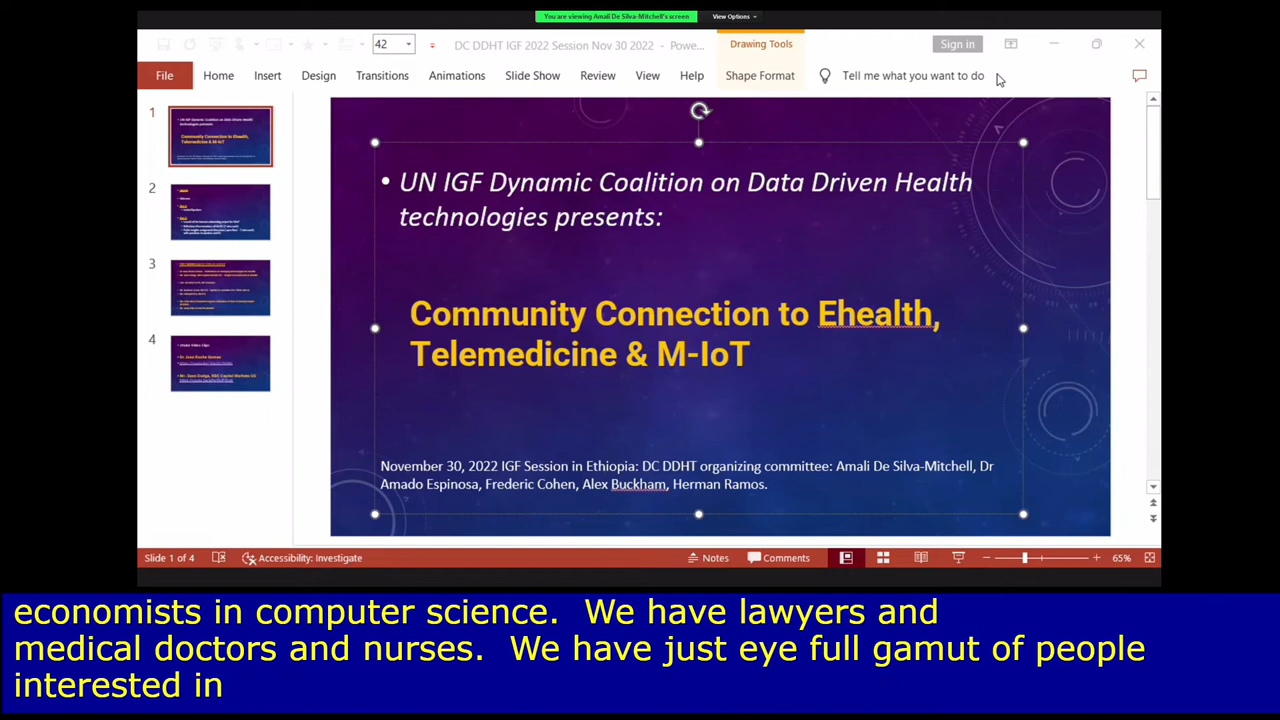 You are viewing Amali De Silva-Mitchell's screen
View Options
42
DC DDHT IGF 2022 Session Nov 30 2022 - Powe...
Drawing Tools
Sign in
File
Home
Insert
Design
Transitions
Animations
Slide Show
Review
View
Help
Shape Format
Tell me what you want to do
1
2
3
4
• UN IGF Dynamic Coalition on Data Driven Health
technologies presents:
Community Connection to Ehealth,
Telemedicine & M-IoT
November 30, 2022 IGF Session in Ethiopia: DC DDHT organizing committee: Amali De Silva-Mitchell, Dr
Amado Espinosa, Frederic Cohen, Alex Buckham, Herman Ramos.
Slide 1 of 4
Accessibility: Investigate
Notes
Comments
65%
economists in computer science.  We have lawyers and
medical doctors and nurses.  We have just eye full gamut of people
interested in